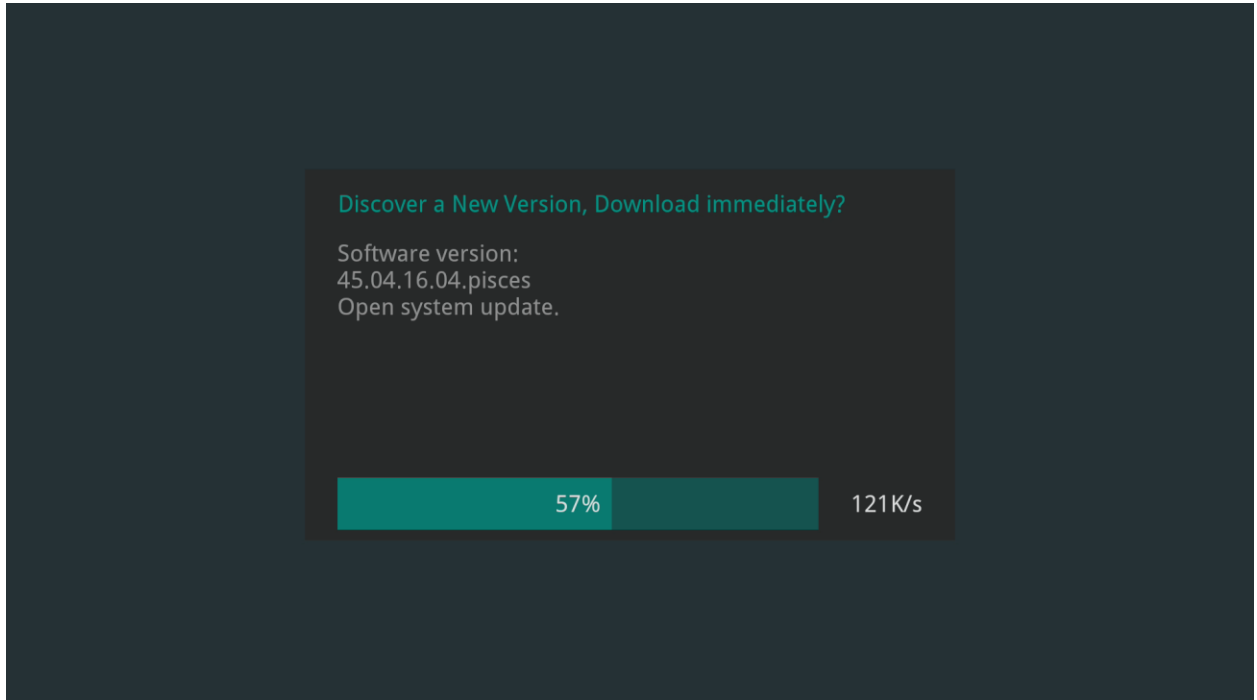 Discover a New Version, Download immediately?
Software version:
45.04.16.04.pisces
Open system update.
57%
121K/s